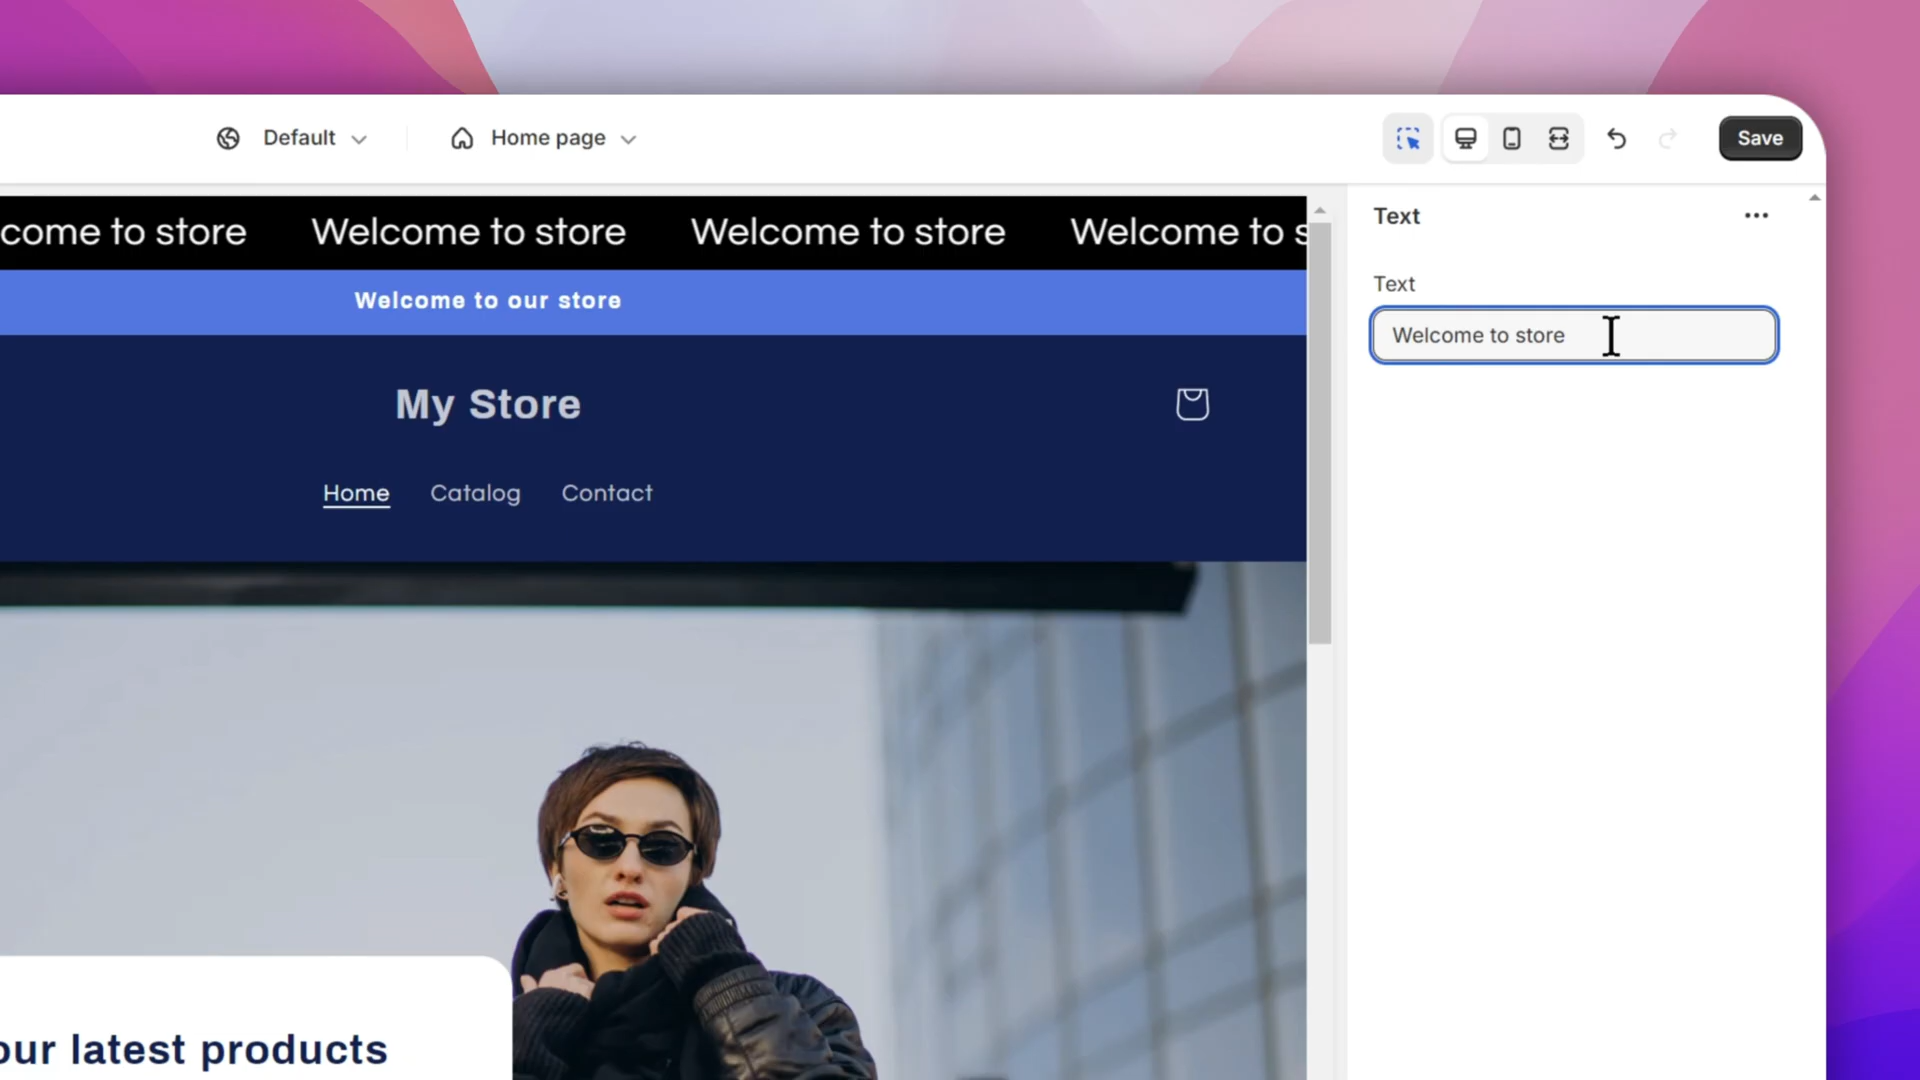 Default
Home page
Save
come to store Welcome to store Welcome to store Welcome to s
Text
Welcome to our store
Text
Welcome to store
My Store
Home Catalog Contact
our latest products